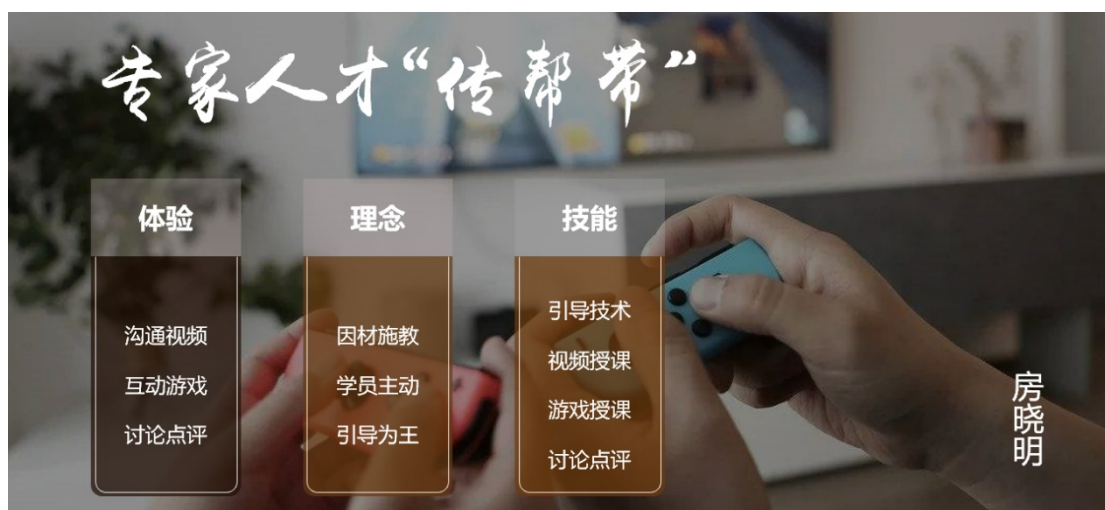 专家人才“传帮带”
体验
沟通视频
互动游戏
讨论点评
理念
因材施教
学员主动
引导为王
技能
引导技术
视频授课
游戏授课
讨论点评
房晓明